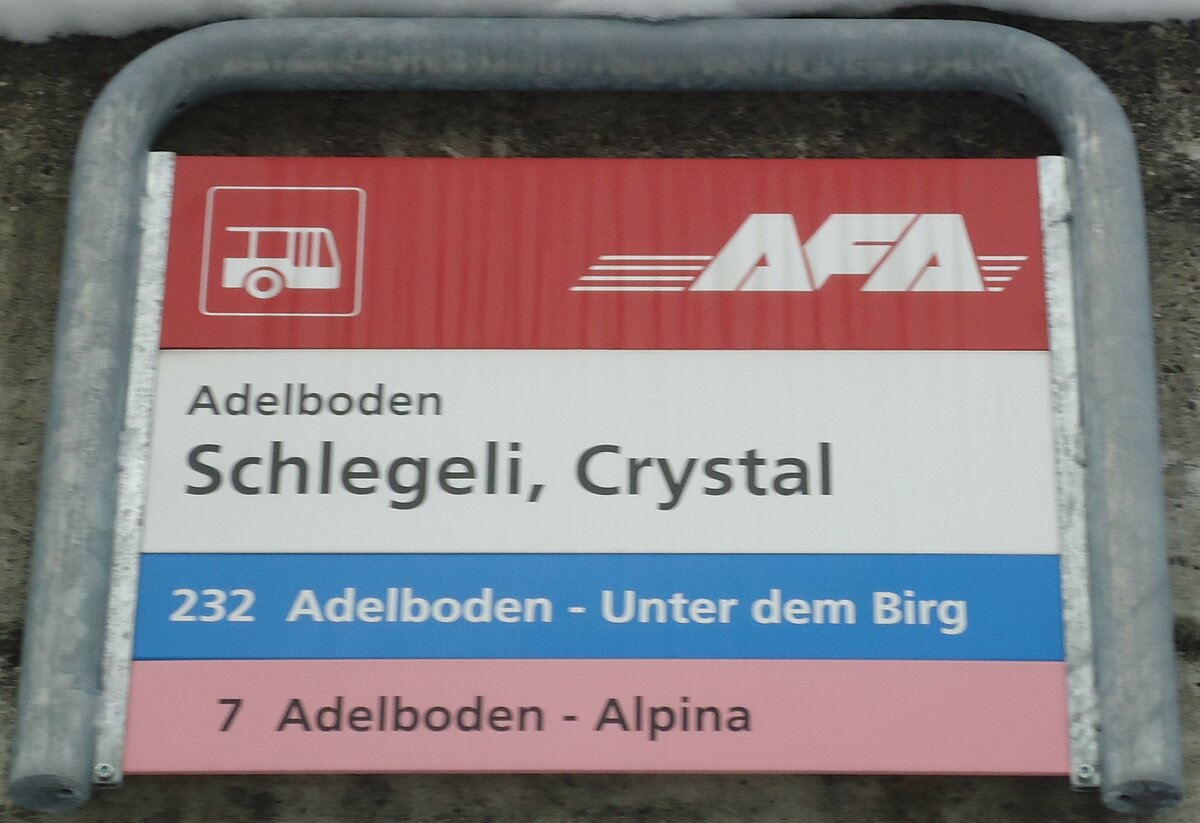 AFA
Adelboden
Schlegeli, Crystal
232 Adelboden - Unter dem Birg
7 Adelboden - Alpina